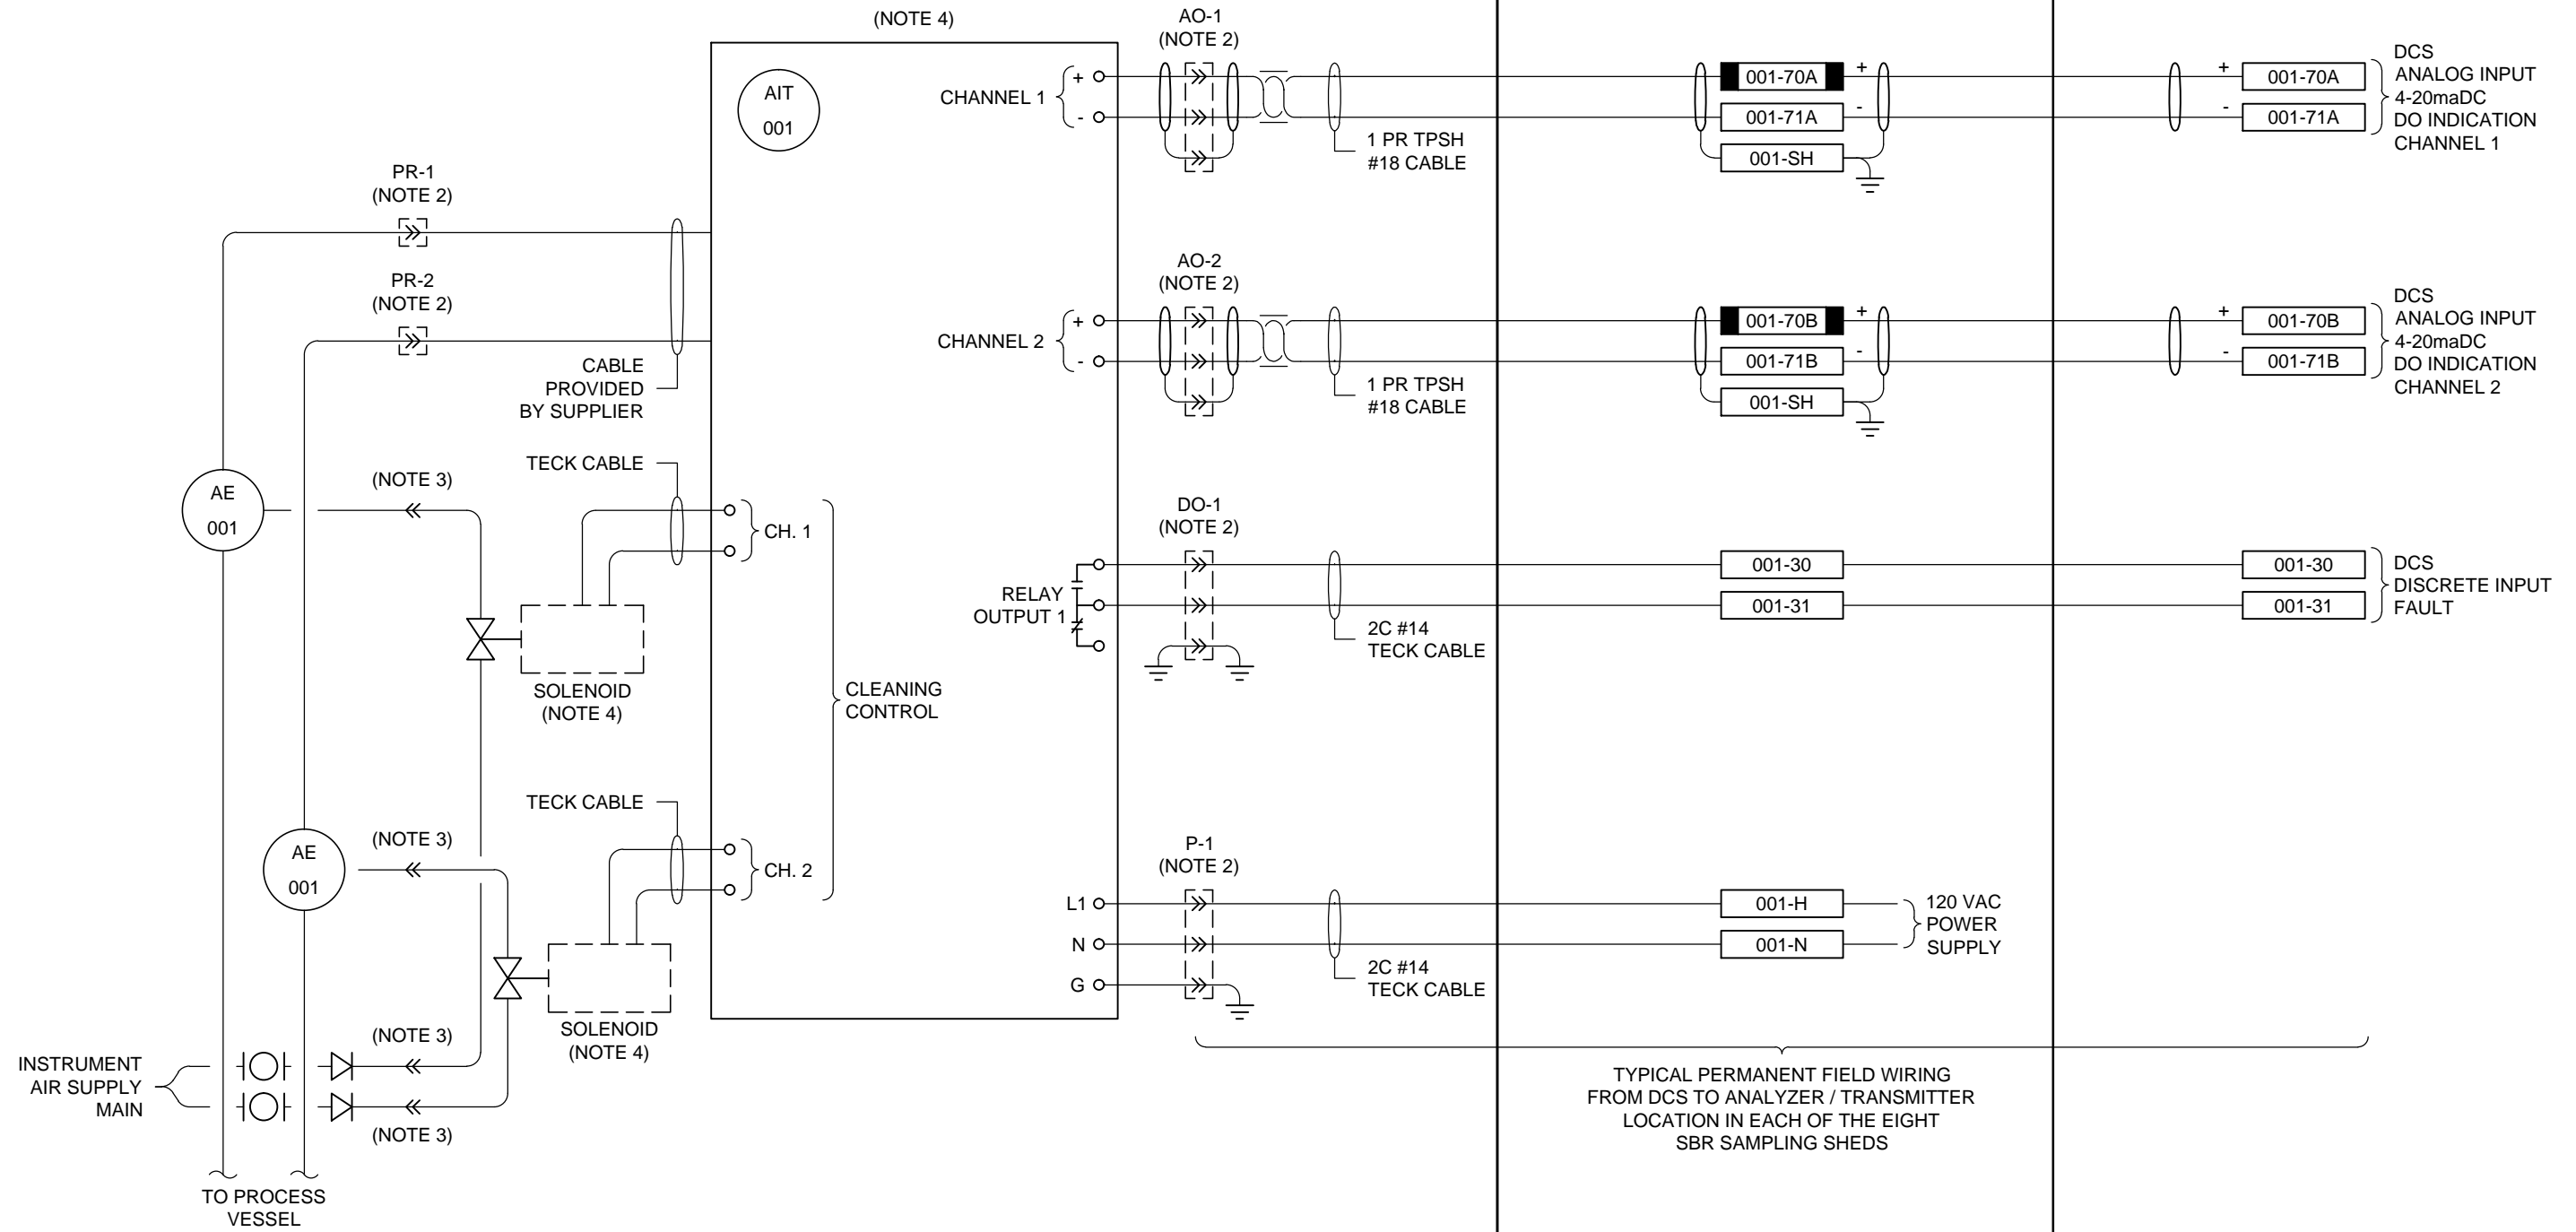 (NOTE 4)
AIT
001
PR-1
(NOTE 2)
PR-2
(NOTE 2)
CABLE
PROVIDED
BY SUPPLIER
AE
001
(NOTE 3)
TECK CABLE
CH. 1
SOLENOID
(NOTE 4)
CLEANING
CONTROL
AE
001
(NOTE 3)
TECK CABLE
CH. 2
SOLENOID
(NOTE 4)
INSTRUMENT
AIR SUPPLY
MAIN
(NOTE 3)
(NOTE 3)
TO PROCESS
VESSEL
AO-1
(NOTE 2)
CHANNEL 1
+
-
1 PR TPSH
#18 CABLE
001-70A
+
001-71A
-
001-SH
+
001-70A
-
001-71A
DCS
ANALOG INPUT
4-20maDC
DO INDICATION
CHANNEL 1
AO-2
(NOTE 2)
CHANNEL 2
+
-
1 PR TPSH
#18 CABLE
001-70B
+
001-71B
-
001-SH
+
001-70B
-
001-71B
DCS
ANALOG INPUT
4-20maDC
DO INDICATION
CHANNEL 2
DO-1
(NOTE 2)
RELAY
OUTPUT 1
2C #14
TECK CABLE
001-30
001-31
001-30
001-31
DCS
DISCRETE INPUT
FAULT
P-1
(NOTE 2)
L1
N
G
2C #14
TECK CABLE
001-H
001-N
120 VAC
POWER
SUPPLY
TYPICAL PERMANENT FIELD WIRING
FROM DCS TO ANALYZER / TRANSMITTER
LOCATION IN EACH OF THE EIGHT
SBR SAMPLING SHEDS